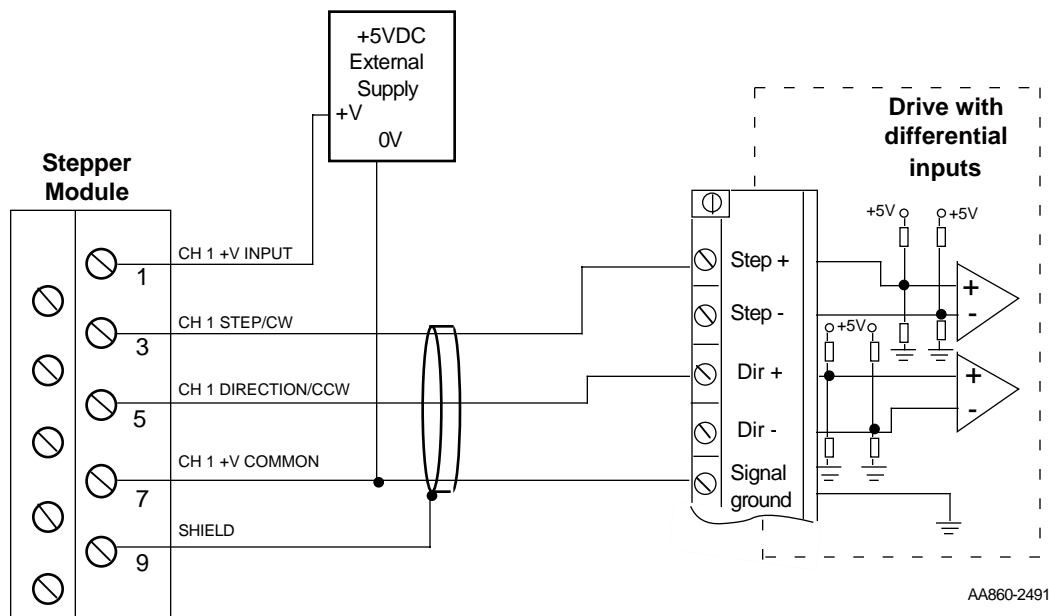 +5VDC
External
Supply
+V
0V
Stepper
Module
CH 1 +V INPUT
1
CH 1 STEP/CW
3
CH 1 DIRECTION/CCW
5
CH 1 +V COMMON
7
SHIELD
9
Drive with
differential
inputs
Step +
Step -
Dir +
Dir -
Signal
ground
+5V
+5V
+
-
+5V
+
-
AA860-2491